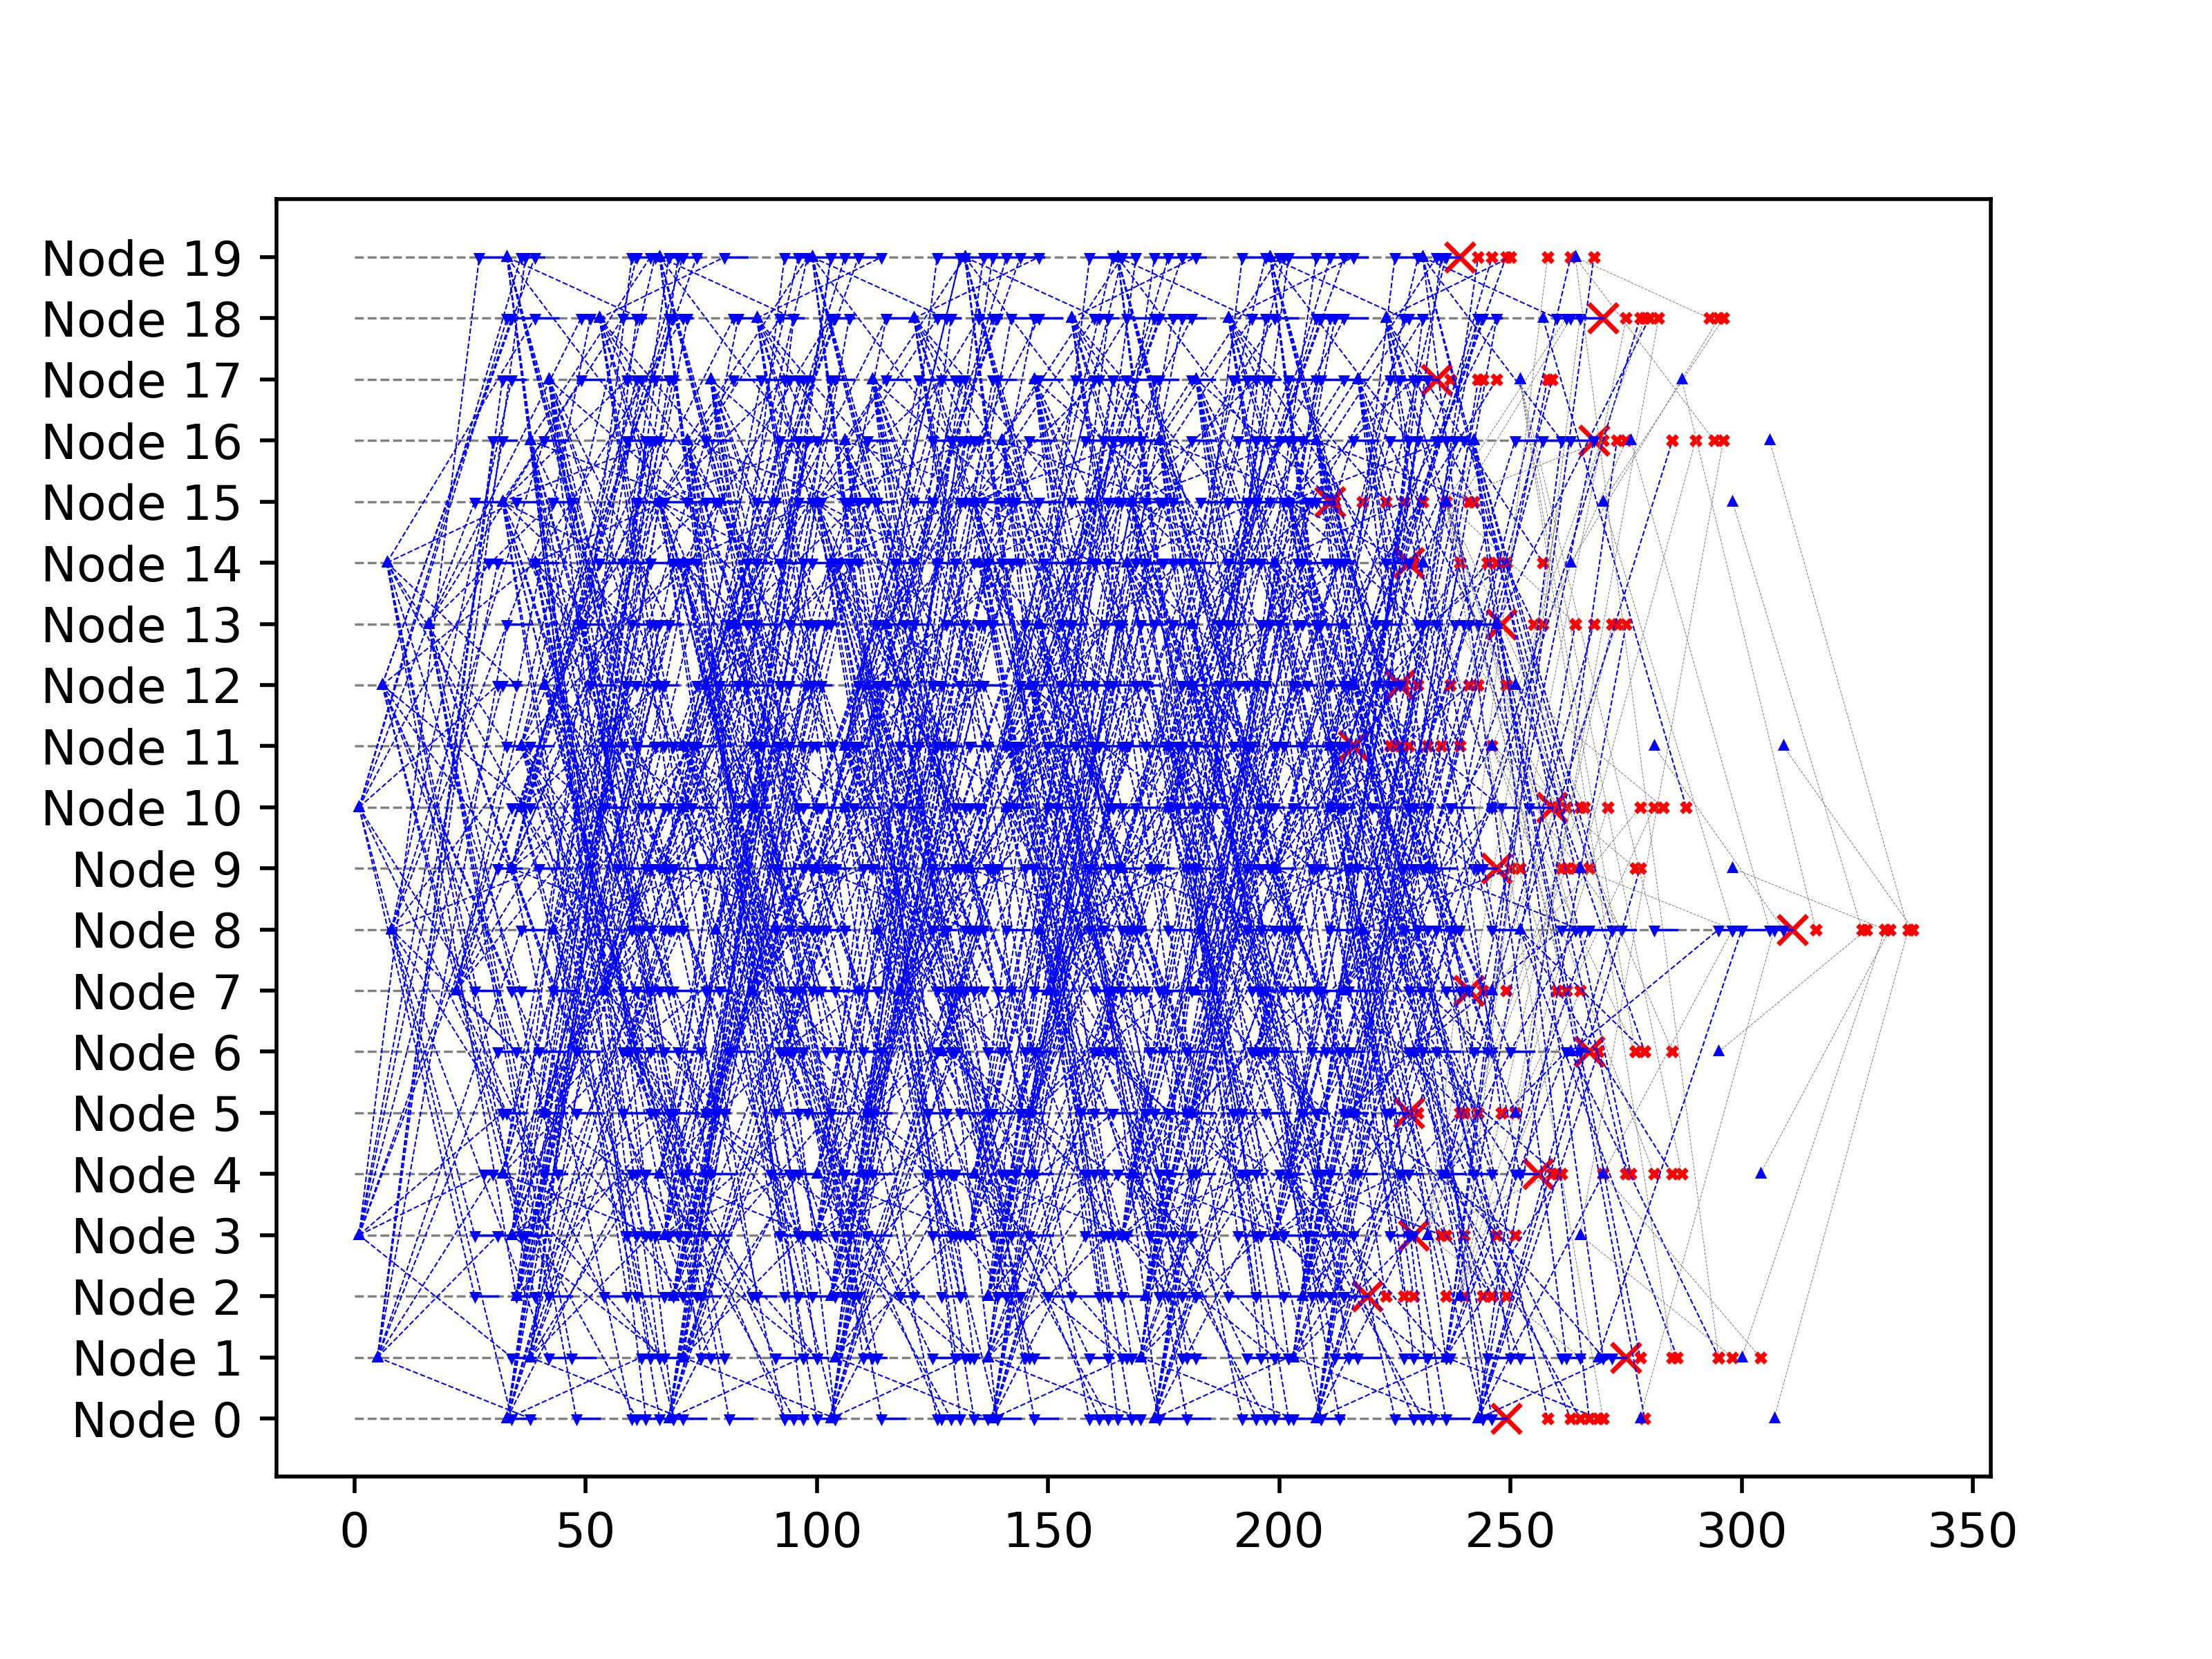 Node 19
Node 18
Node 17
Node 16
Node 15
Node 14
Node 13
Node 12
Node 11
Node 10
Node 9
Node 8
Node 7
Node 6
Node 5
Node 4
Node 3
Node 2
Node 1
Node 0
0 50 100 150 200 250 300 350